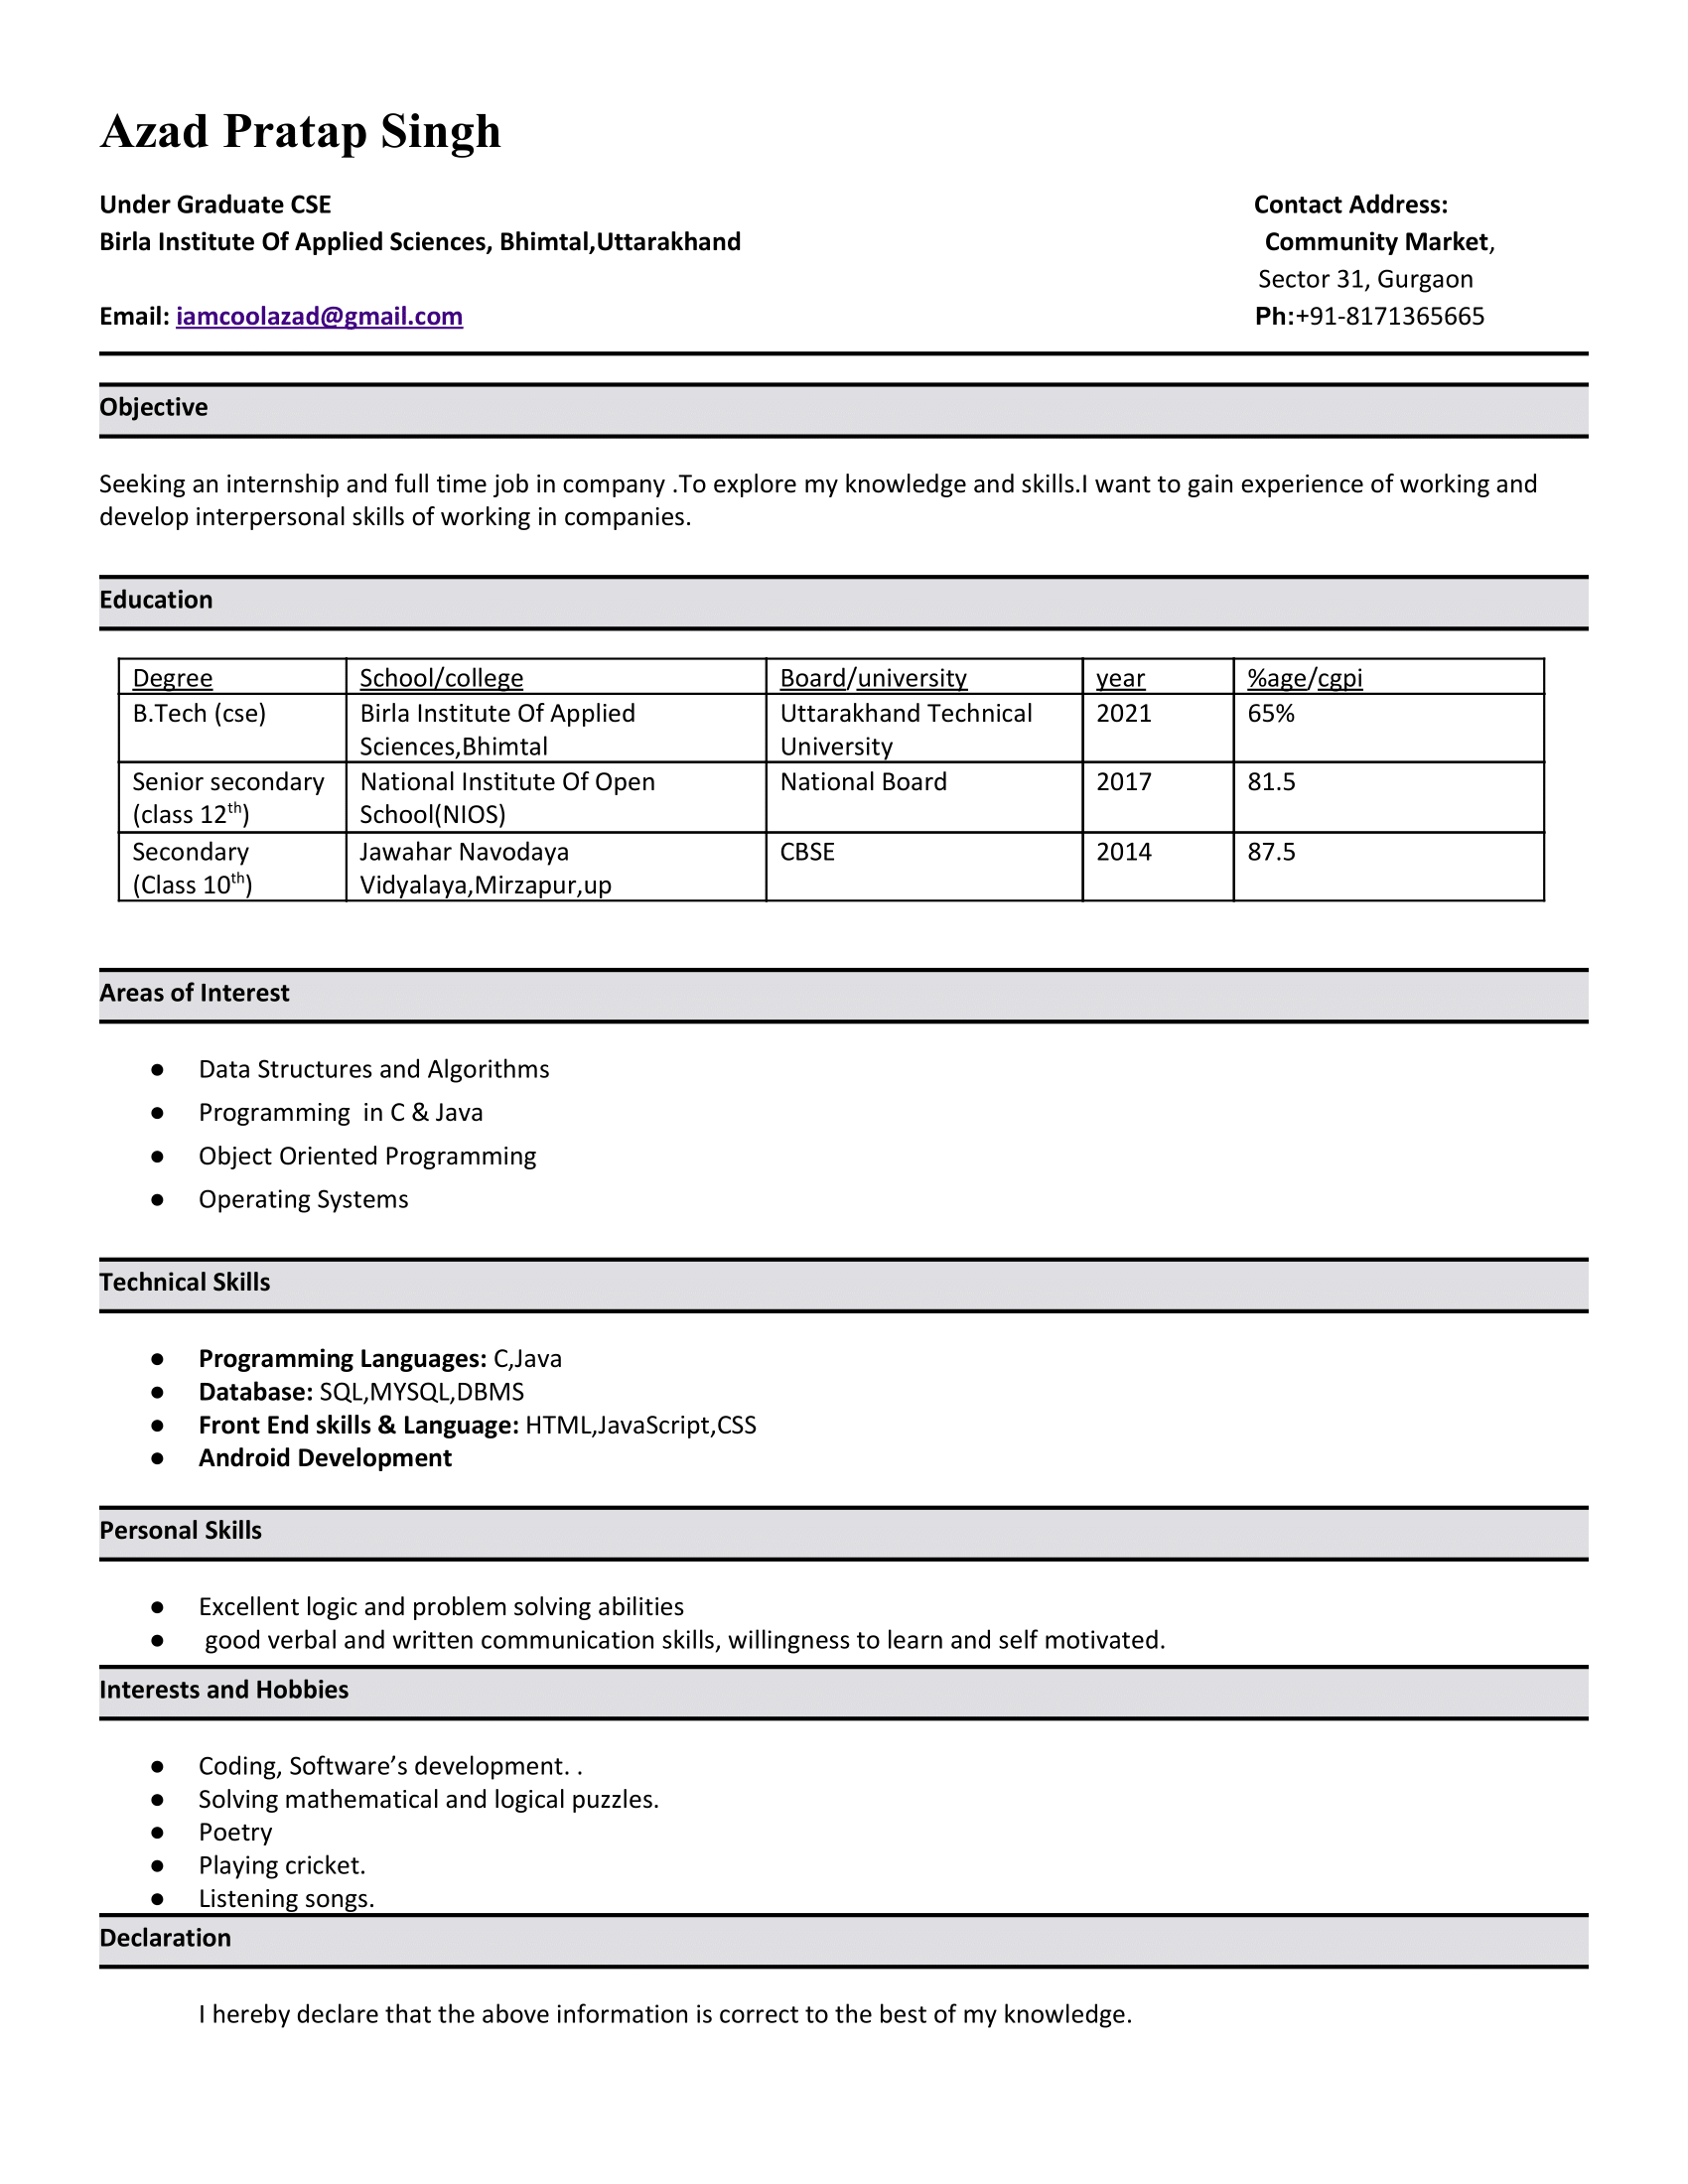 Azad Pratap Singh
Under Graduate CSE
Contact Address:
Birla Institute Of Applied Sciences, Bhimtal,Uttarakhand
Community Market,
Sector 31, Gurgaon
Email: iamcoolazad@gmail.com
Ph:+91-8171365665
Objective
Seeking an internship and full time job in company .To explore my knowledge and skills.I want to gain experience of working and
develop interpersonal skills of working in companies.
Education
Degree School/college Board/university year %age/cgpi
B.Tech (cse) Birla Institute Of Applied Uttarakhand Technical 2021 65%
Sciences,Bhimtal University
Senior secondary National Institute Of Open National Board 2017 81.5
(class 12th) School(NIOS)
Secondary Jawahar Navodaya CBSE 2014 87.5
(Class 10th) Vidyalaya,Mirzapur,up
Areas of Interest
● Data Structures and Algorithms
● Programming  in C & Java
● Object Oriented Programming
● Operating Systems
Technical Skills
● Programming Languages: C,Java
● Database: SQL,MYSQL,DBMS
● Front End skills & Language: HTML,JavaScript,CSS
● Android Development
Personal Skills
● Excellent logic and problem solving abilities
● good verbal and written communication skills, willingness to learn and self motivated.
Interests and Hobbies
● Coding, Software’s development. .
● Solving mathematical and logical puzzles.
● Poetry
● Playing cricket.
● Listening songs.
Declaration
I hereby declare that the above information is correct to the best of my knowledge.